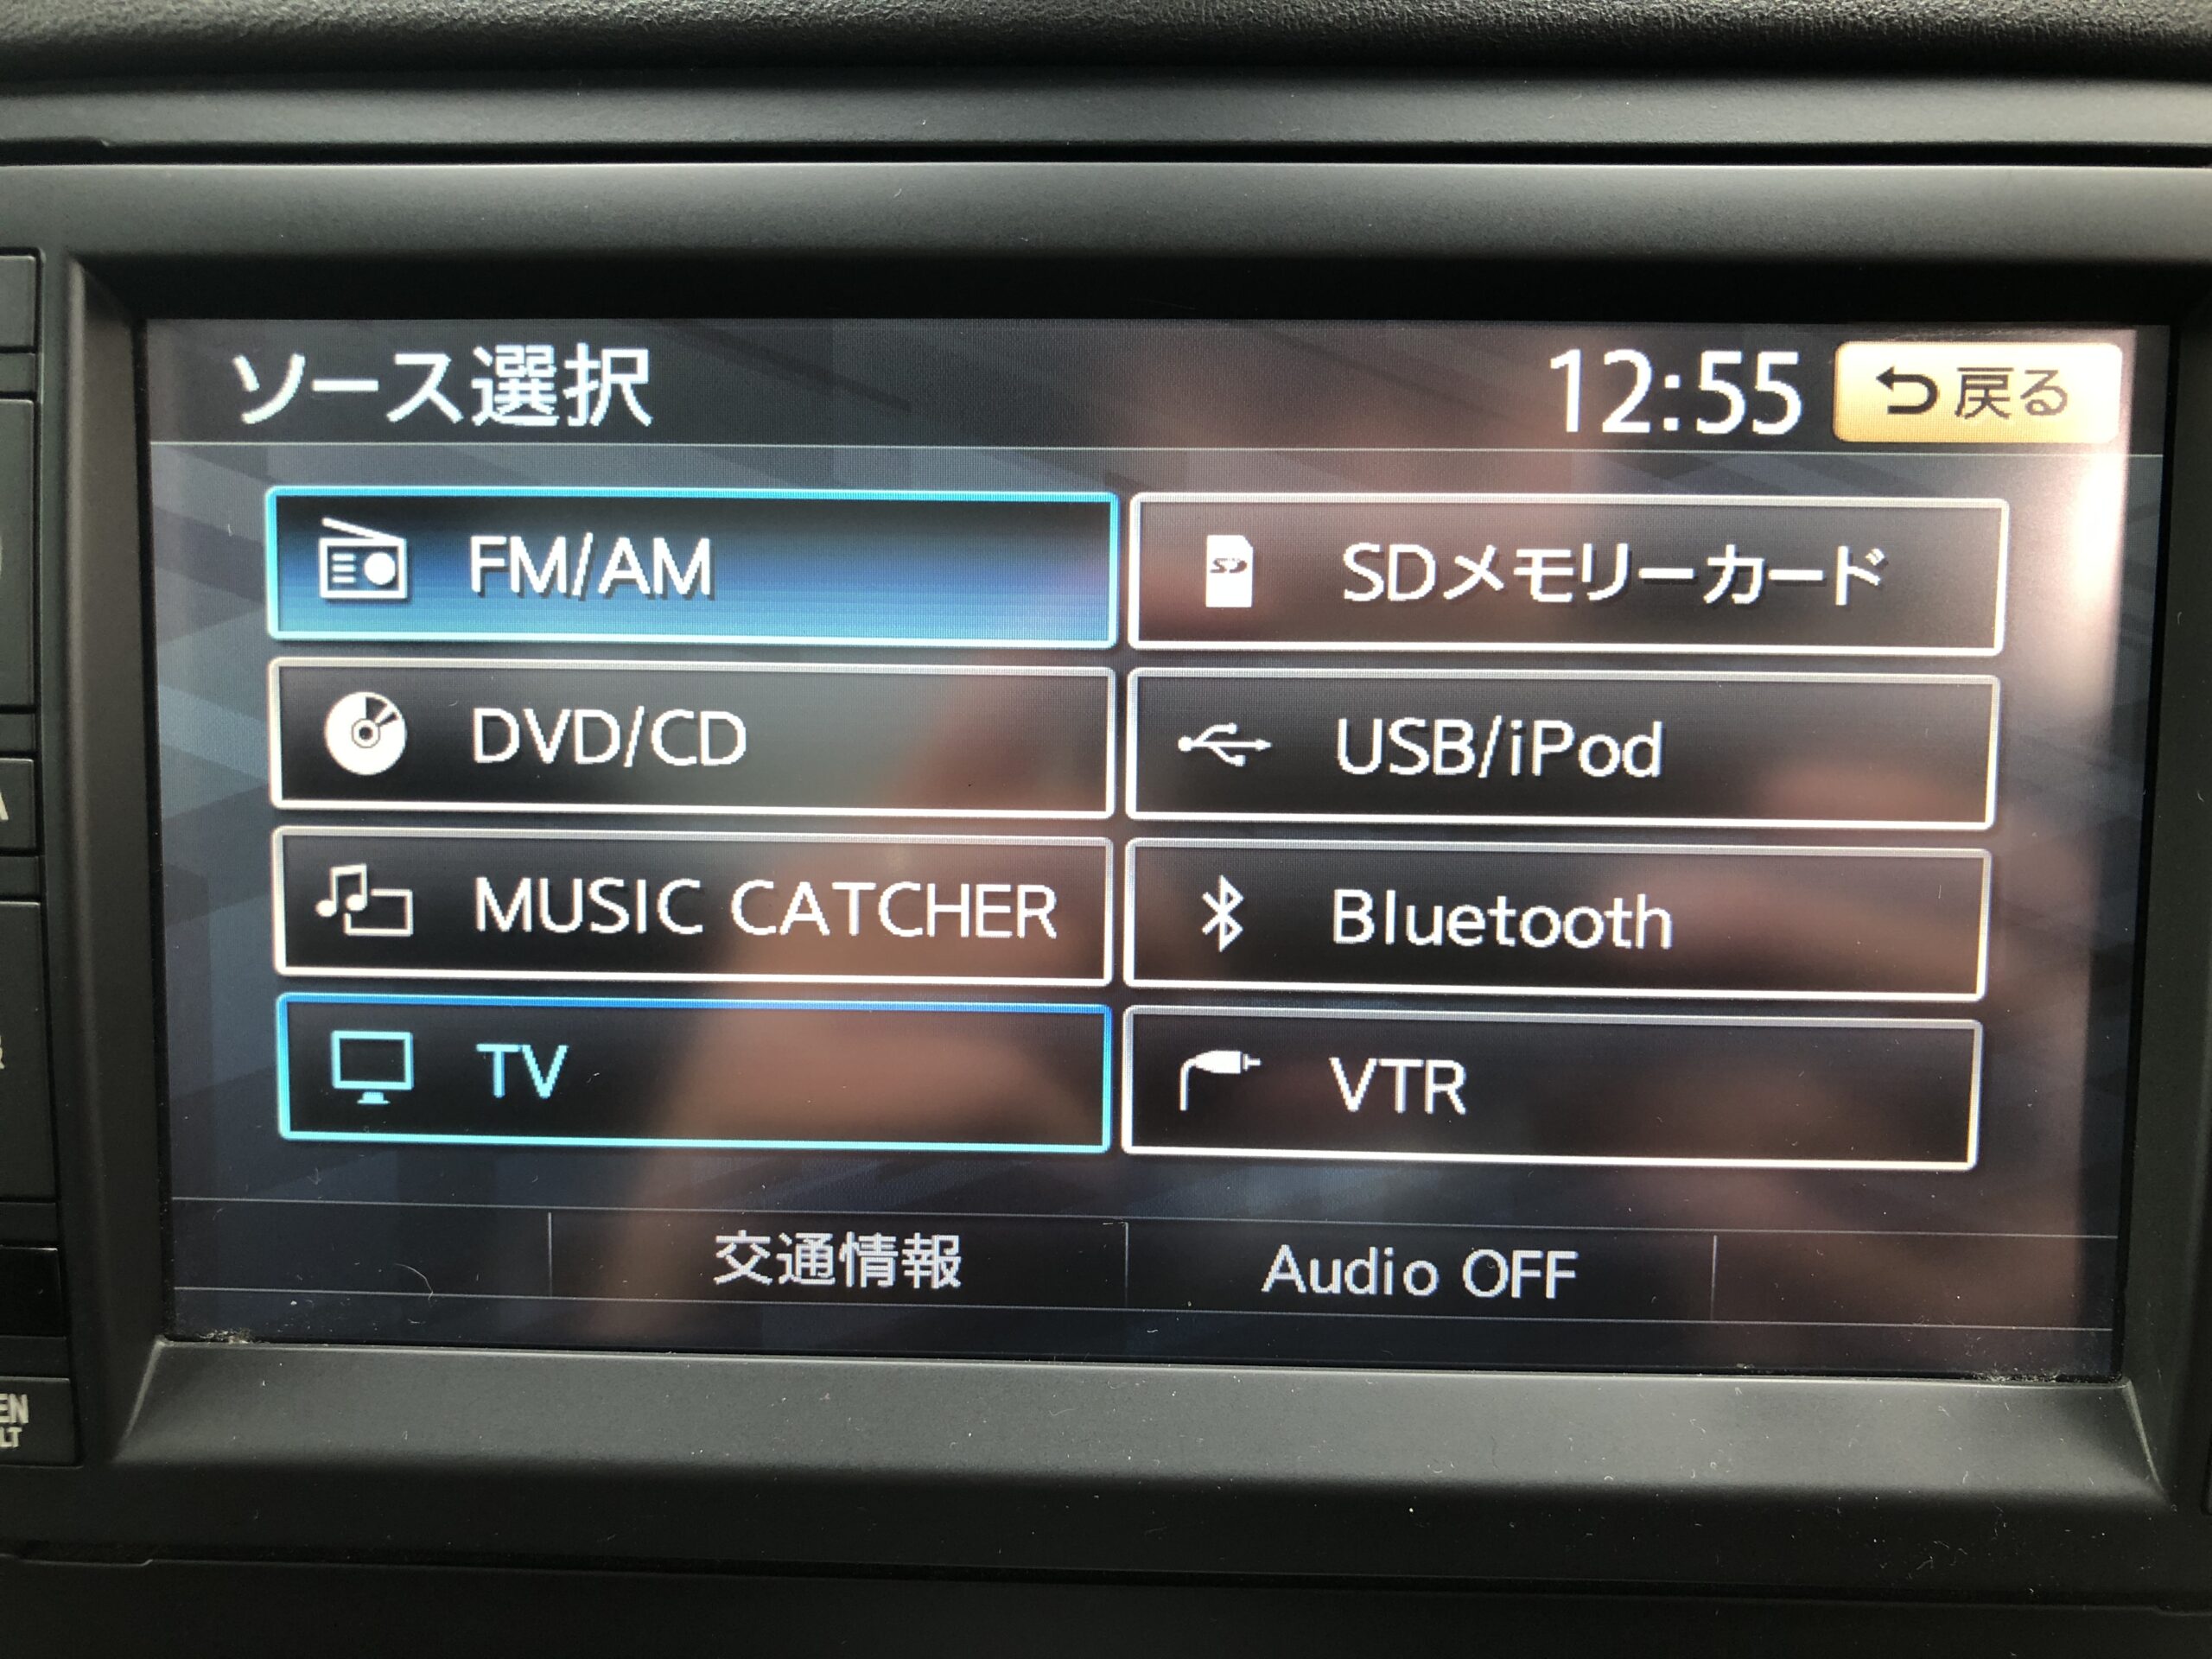 ソース選択
12:55
戻る
FM/AM
SDメモリーカード
DVD/CD
USB/iPod
MUSIC CATCHER
Bluetooth
TV
VTR
交通情報
Audio OFF